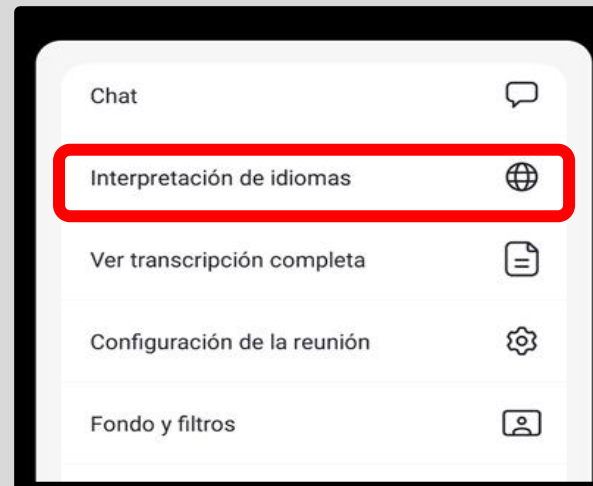 Chat
Interpretación de idiomas
Ver transcripción completa
Configuración de la reunión
Fondo y filtros